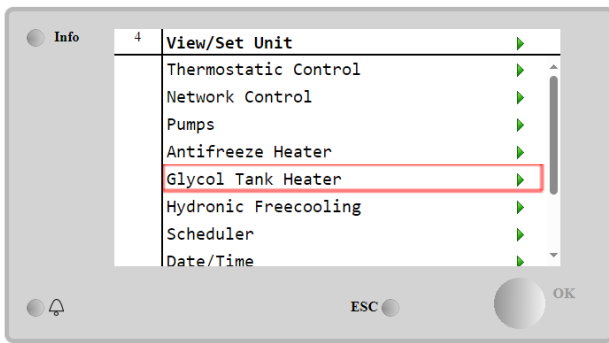 Info
4 View/Set Unit
Thermostatic Control
Network Control
Pumps
Antifreeze Heater
Glycol Tank Heater
Hydronic Freecooling
Scheduler
Date/Time
ESC
OK